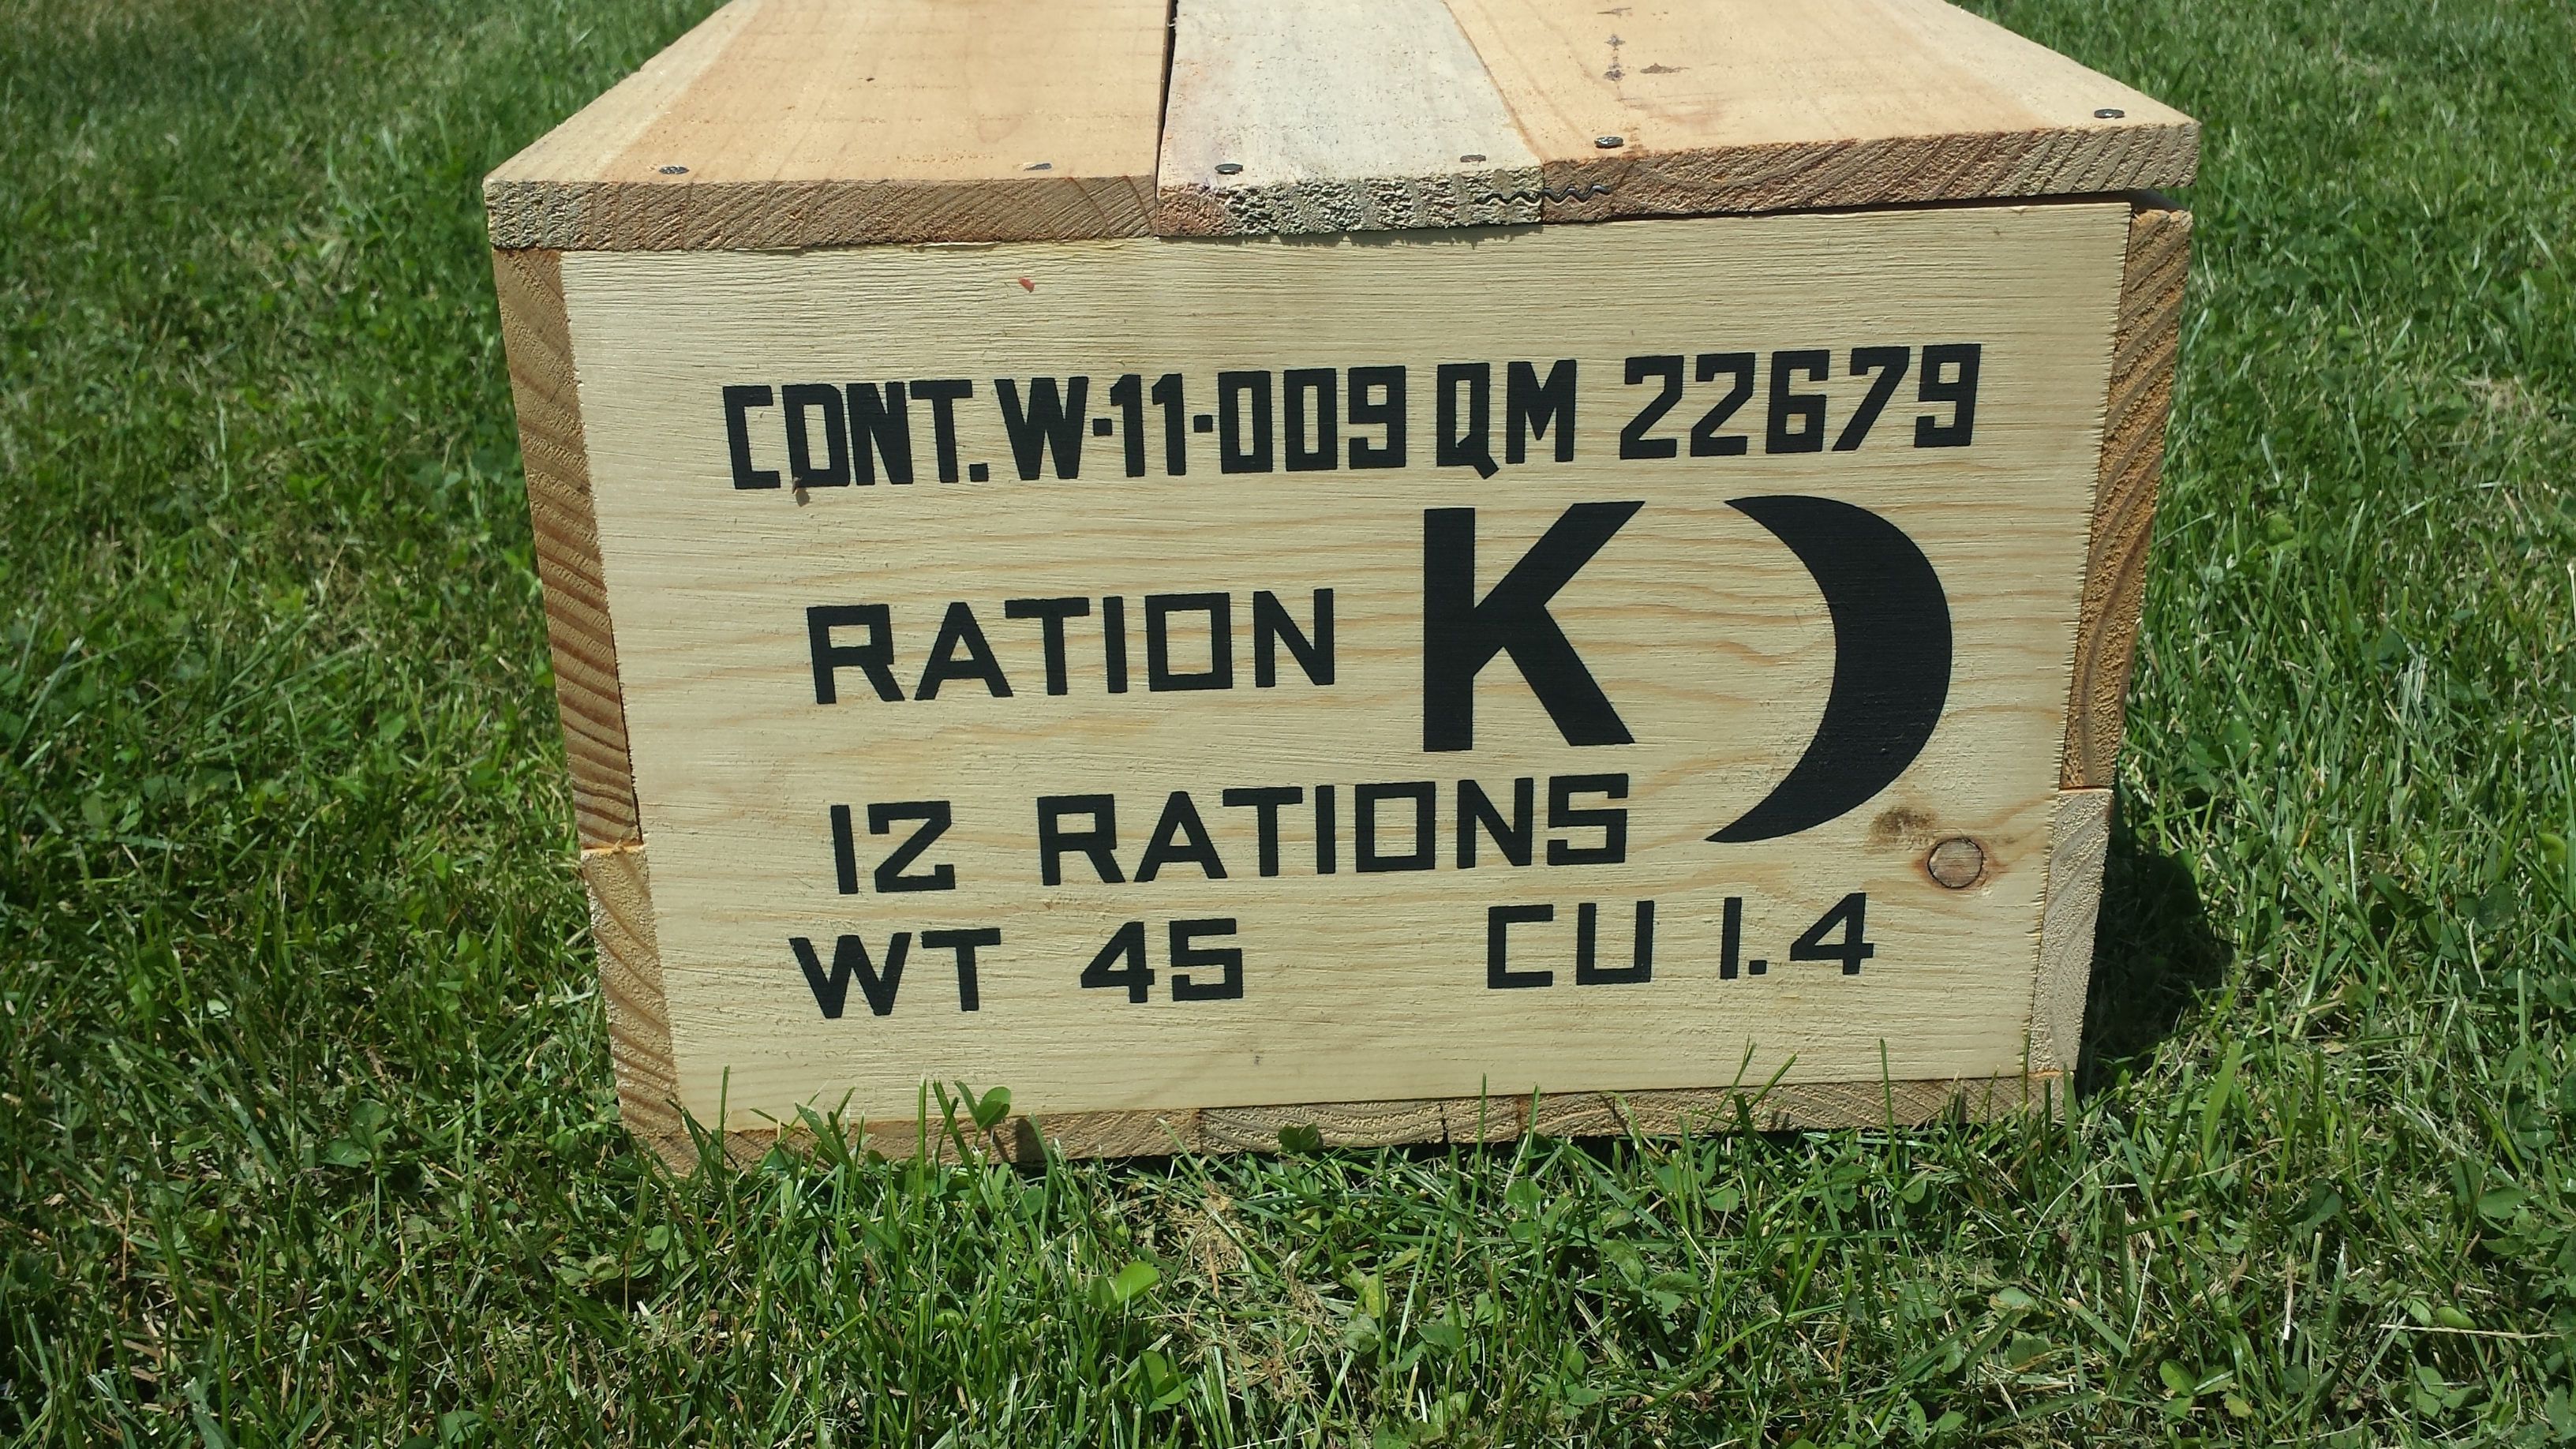 CONT. W-11-009 QM 22679
RATION K
12 RATIONS
WT 45 CU 1.4